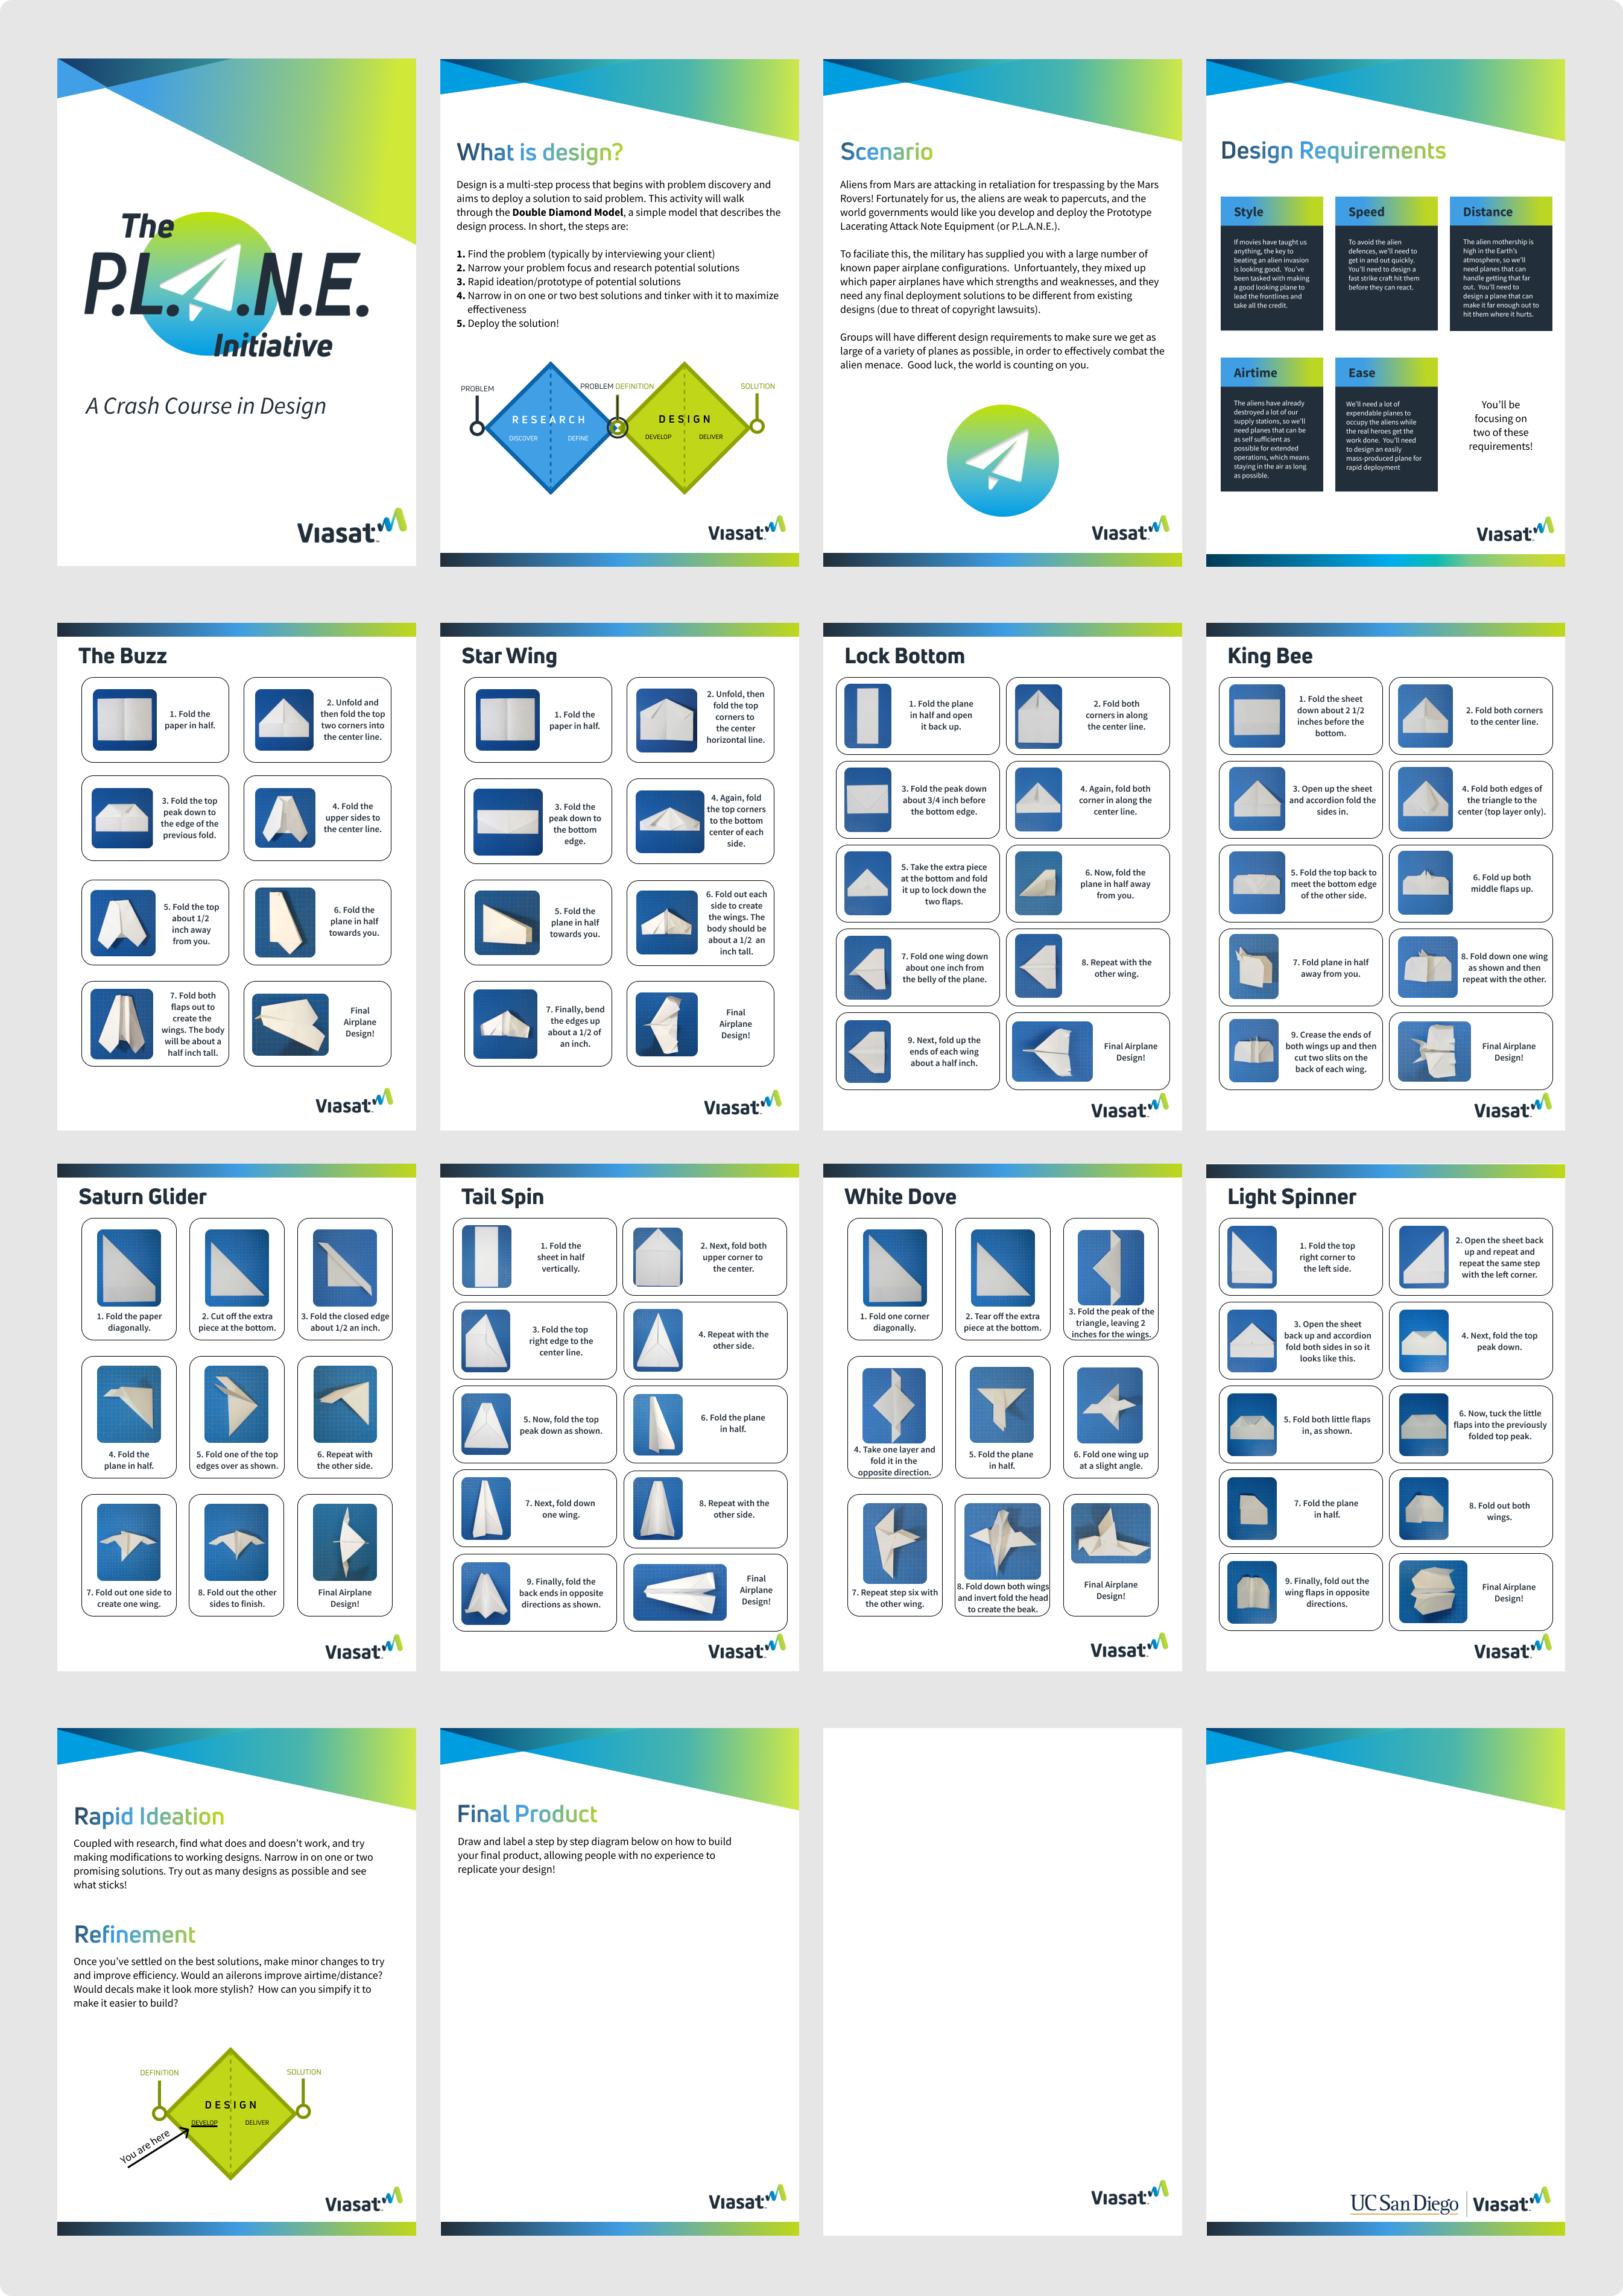 The
P.L.A.N.E.
Initiative
A Crash Course in Design
Viasat
What is design?
Design is a multi-step process that begins with problem discovery and
aims to deploy a solution to said problem. This activity will walk
through the Double Diamond Model, a simple model that describes the
design process. In short, the steps are:
1. Find the problem (typically by interviewing your client)
2. Narrow your problem focus and research potential solutions
3. Rapid ideation/prototype of potential solutions
4. Narrow in on one or two best solutions and tinker with it to maximize
effectiveness
5. Deploy the solution!
PROBLEM
PROBLEM DEFINITION
SOLUTION
RESEARCH
DISCOVER
DEFINE
DESIGN
DEVELOP
DELIVER
Viasat
Scenario
Aliens from Mars are attacking in retaliation for trespassing by the Mars
Rovers! Fortunately for us, the aliens are weak to papercuts, and the
world governments would like you develop and deploy the Prototype
Lacerating Attack Note Equipment (or P.L.A.N.E.).
To faciliate this, the military has supplied you with a large number of
known paper airplane configurations. Unfortuantely, they mixed up
which paper airplanes have which strengths and weaknesses, and they
need any final deployment solutions to be different from existing
designs (due to threat of copyright lawsuits).
Groups will have different design requirements to make sure we get as
large of a variety of planes as possible, in order to effectively combat the
alien menace. Good luck, the world is counting on you.
Viasat
Design Requirements
Style
If movies have taught us
anything, the key to
beating an alien invasion
is looking good. You've
been tasked with making
a good looking plane to
lead the frontlines and
take all the credit.
Speed
To avoid the alien
defences, we'll need to
get in and out quickly.
You'll need to design a
fast strike craft hit them
before they can react.
Distance
The alien mothership is
high in the Earth's
atmosphere, so we'll
need planes that can
handle getting that far
out. You'll need to
design a plane that can
make it far enough out to
hit them where it hurts.
Airtime
The aliens have already
destroyed a lot of our
supply stations, so we'll
need planes that can be
as self sufficient as
possible for extended
operations, which means
staying in the air as long
as possible.
Ease
We'll need a lot of
expendable planes to
occupy the aliens while
the real heroes get the
work done. You'll need
to design an easily
mass-produced plane for
rapid deployment
You'll be
focusing on
two of these
requirements!
Viasat
The Buzz
1. Fold the
paper in half.
2. Unfold and
then fold the top
two corners into
the center line.
3. Fold the top
peak down to
the edge of the
previous fold.
4. Fold the
upper sides to
the center line.
5. Fold the top
about 1/2
inch away
from you.
6. Fold the
plane in half
towards you.
7. Fold both
flaps out to
create the
wings. The body
will be about a
half inch tall.
Final
Airplane
Design!
Viasat
Star Wing
1. Fold the
paper in half.
2. Unfold, then
fold the top
corners to
the center
horizontal line.
3. Fold the
peak down to
the bottom
edge.
4. Again, fold
the top corners
to the bottom
center of each
side.
5. Fold the
plane in half
towards you.
6. Fold out each
side to create
the wings. The
body should be
about a 1/2 an
inch tall.
7. Finally, bend
the edges up
about a 1/2 of
an inch.
Final
Airplane
Design!
Viasat
Lock Bottom
1. Fold the plane
in half and open
it back up.
2. Fold both
corners in along
the center line.
3. Fold the peak down
about 3/4 inch before
the bottom edge.
4. Again, fold both
corner in along the
center line.
5. Take the extra piece
at the bottom and fold
it up to lock down the
two flaps.
6. Now, fold the
plane in half away
from you.
7. Fold one wing down
about one inch from
the belly of the plane.
8. Repeat with the
other wing.
9. Next, fold up the
ends of each wing
about a half inch.
Final Airplane
Design!
Viasat
King Bee
1. Fold the sheet
down about 2 1/2
inches before the
bottom.
2. Fold both corners
to the center line.
3. Open up the sheet
and accordion fold the
sides in.
4. Fold both edges of
the triangle to the
center (top layer only).
5. Fold the top back to
meet the bottom edge
of the other side.
6. Fold up both
middle flaps up.
7. Fold plane in half
away from you.
8. Fold down one wing
as shown and then
repeat with the other.
9. Crease the ends of
both wings up and then
cut two slits on the
back of each wing.
Final Airplane
Design!
Viasat
Saturn Glider
1. Fold the paper
diagonally.
2. Cut off the extra
piece at the bottom.
3. Fold the closed edge
about 1/2 an inch.
4. Fold the
plane in half.
5. Fold one of the top
edges over as shown.
6. Repeat with
the other side.
7. Fold out one side to
create one wing.
8. Fold out the other
sides to finish.
Final Airplane
Design!
Viasat
Tail Spin
1. Fold the
sheet in half
vertically.
2. Next, fold both
upper corner to
the center.
3. Fold the top
right edge to the
center line.
4. Repeat with the
other side.
5. Now, fold the top
peak down as shown.
6. Fold the plane
in half.
7. Next, fold down
one wing.
8. Repeat with the
other side.
9. Finally, fold the
back ends in opposite
directions as shown.
Final
Airplane
Design!
Viasat
White Dove
1. Fold one corner
diagonally.
2. Tear off the extra
piece at the bottom.
3. Fold the peak of the
triangle, leaving 2
inches for the wings.
4. Take one layer and
fold it in the
opposite direction.
5. Fold the plane
in half.
6. Fold one wing up
at a slight angle.
7. Repeat step six with
the other wing.
8. Fold down both wings
and invert fold the head
to create the beak.
Final Airplane
Design!
Viasat
Light Spinner
1. Fold the top
right corner to
the left side.
2. Open the sheet back
up and repeat and
repeat the same step
with the left corner.
3. Open the sheet
back up and accordion
fold both sides in so it
looks like this.
4. Next, fold the top
peak down.
5. Fold both little flaps
in, as shown.
6. Now, tuck the little
flaps into the previously
folded top peak.
7. Fold the plane
in half.
8. Fold out both
wings.
9. Finally, fold out the
wing flaps in opposite
directions.
Final Airplane
Design!
Viasat
Rapid Ideation
Coupled with research, find what does and doesn't work, and try
making modifications to working designs. Narrow in on one or two
promising solutions. Try out as many designs as possible and see
what sticks!
Refinement
Once you've settled on the best solutions, make minor changes to try
and improve efficiency. Would an ailerons improve airtime/distance?
Would decals make it look more stylish? How can you simpify it to
make it easier to build?
DEFINITION
SOLUTION
DESIGN
DEVELOP
DELIVER
You are here
Viasat
Final Product
Draw and label a step by step diagram below on how to build
your final product, allowing people with no experience to
replicate your design!
Viasat
Viasat
UC San Diego
Viasat